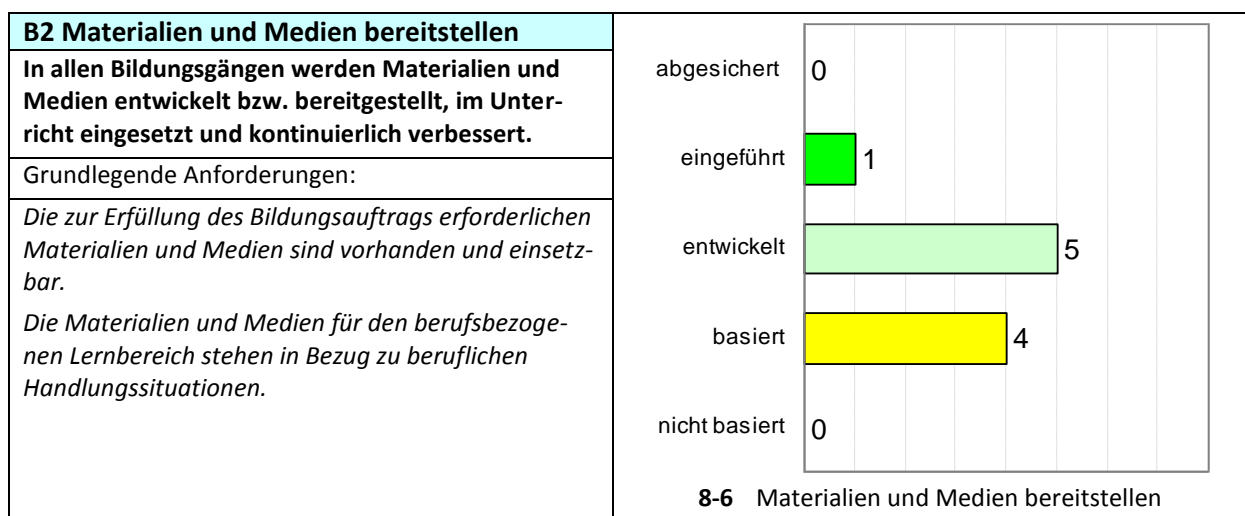 B2 Materialien und Medien bereitstellen
In allen Bildungsgängen werden Materialien und
Medien entwickelt bzw. bereitgestellt, im Unter-
richt eingesetzt und kontinuierlich verbessert.
Grundlegende Anforderungen:
Die zur Erfüllung des Bildungsauftrags erforderlichen
Materialien und Medien sind vorhanden und einsetz-
bar.
Die Materialien und Medien für den berufsbezoge-
nen Lernbereich stehen in Bezug zu beruflichen
Handlungssituationen.
abgesichert 0
eingeführt 1
entwickelt 5
basiert 4
nicht basiert 0
8-6 Materialien und Medien bereitstellen